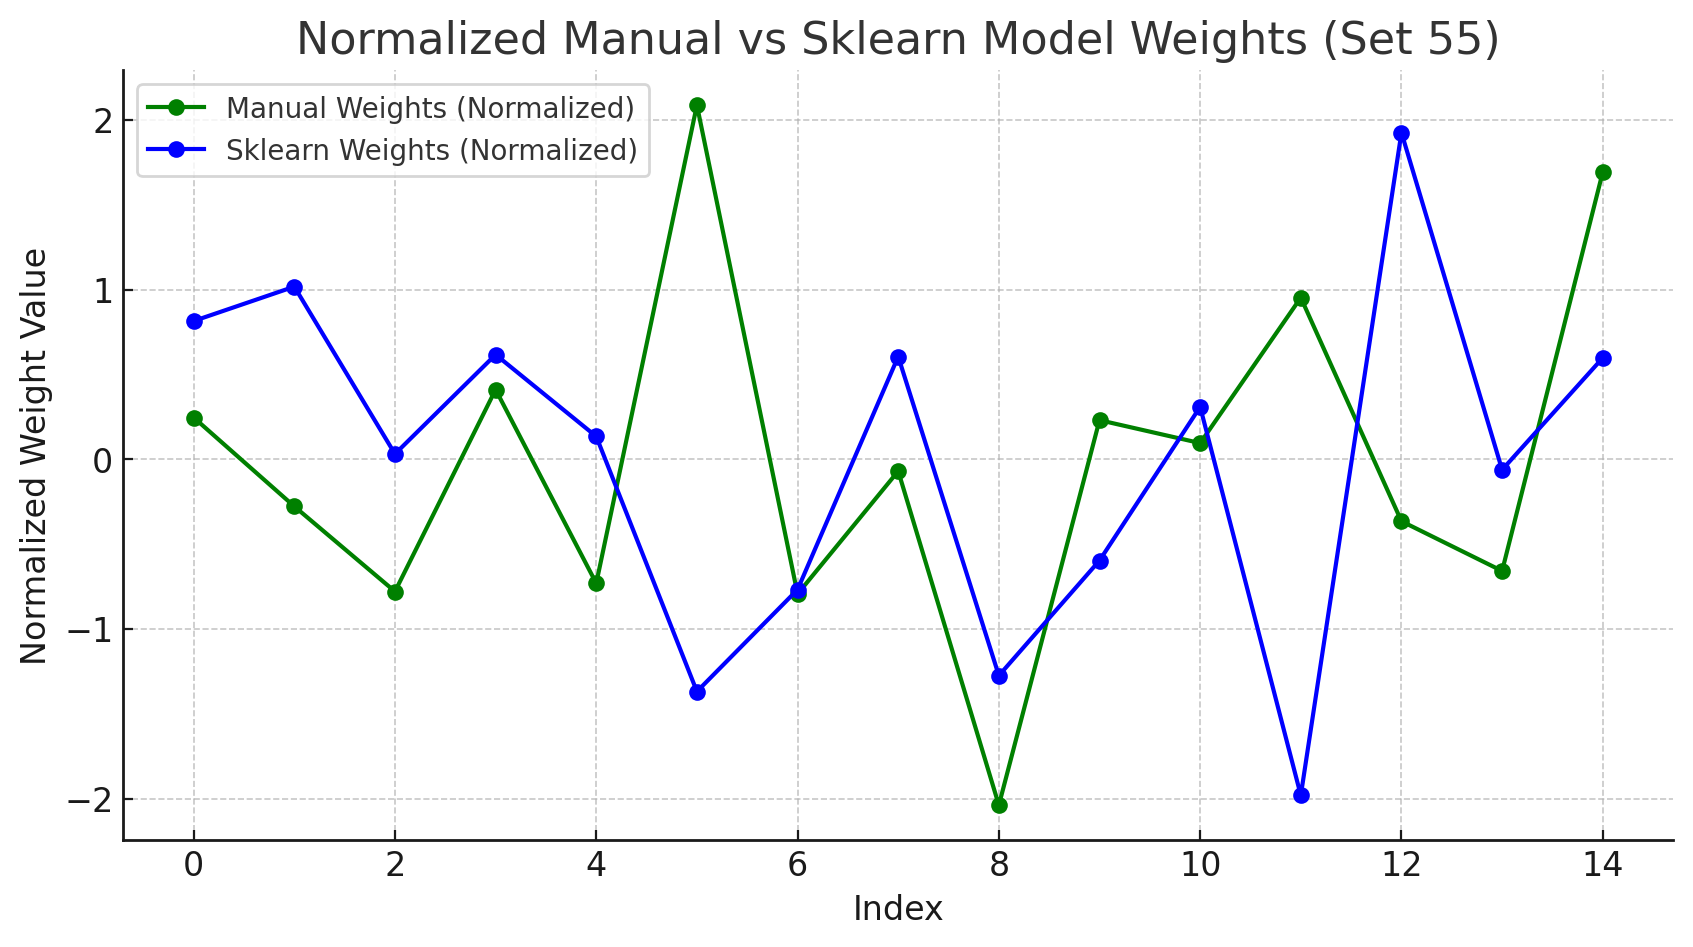 Normalized Manual vs Sklearn Model Weights (Set 55)
Manual Weights (Normalized)
Sklearn Weights (Normalized)
Normalized Weight Value
2
1
0
−1
−2
0 2 4 6 8 10 12 14
Index